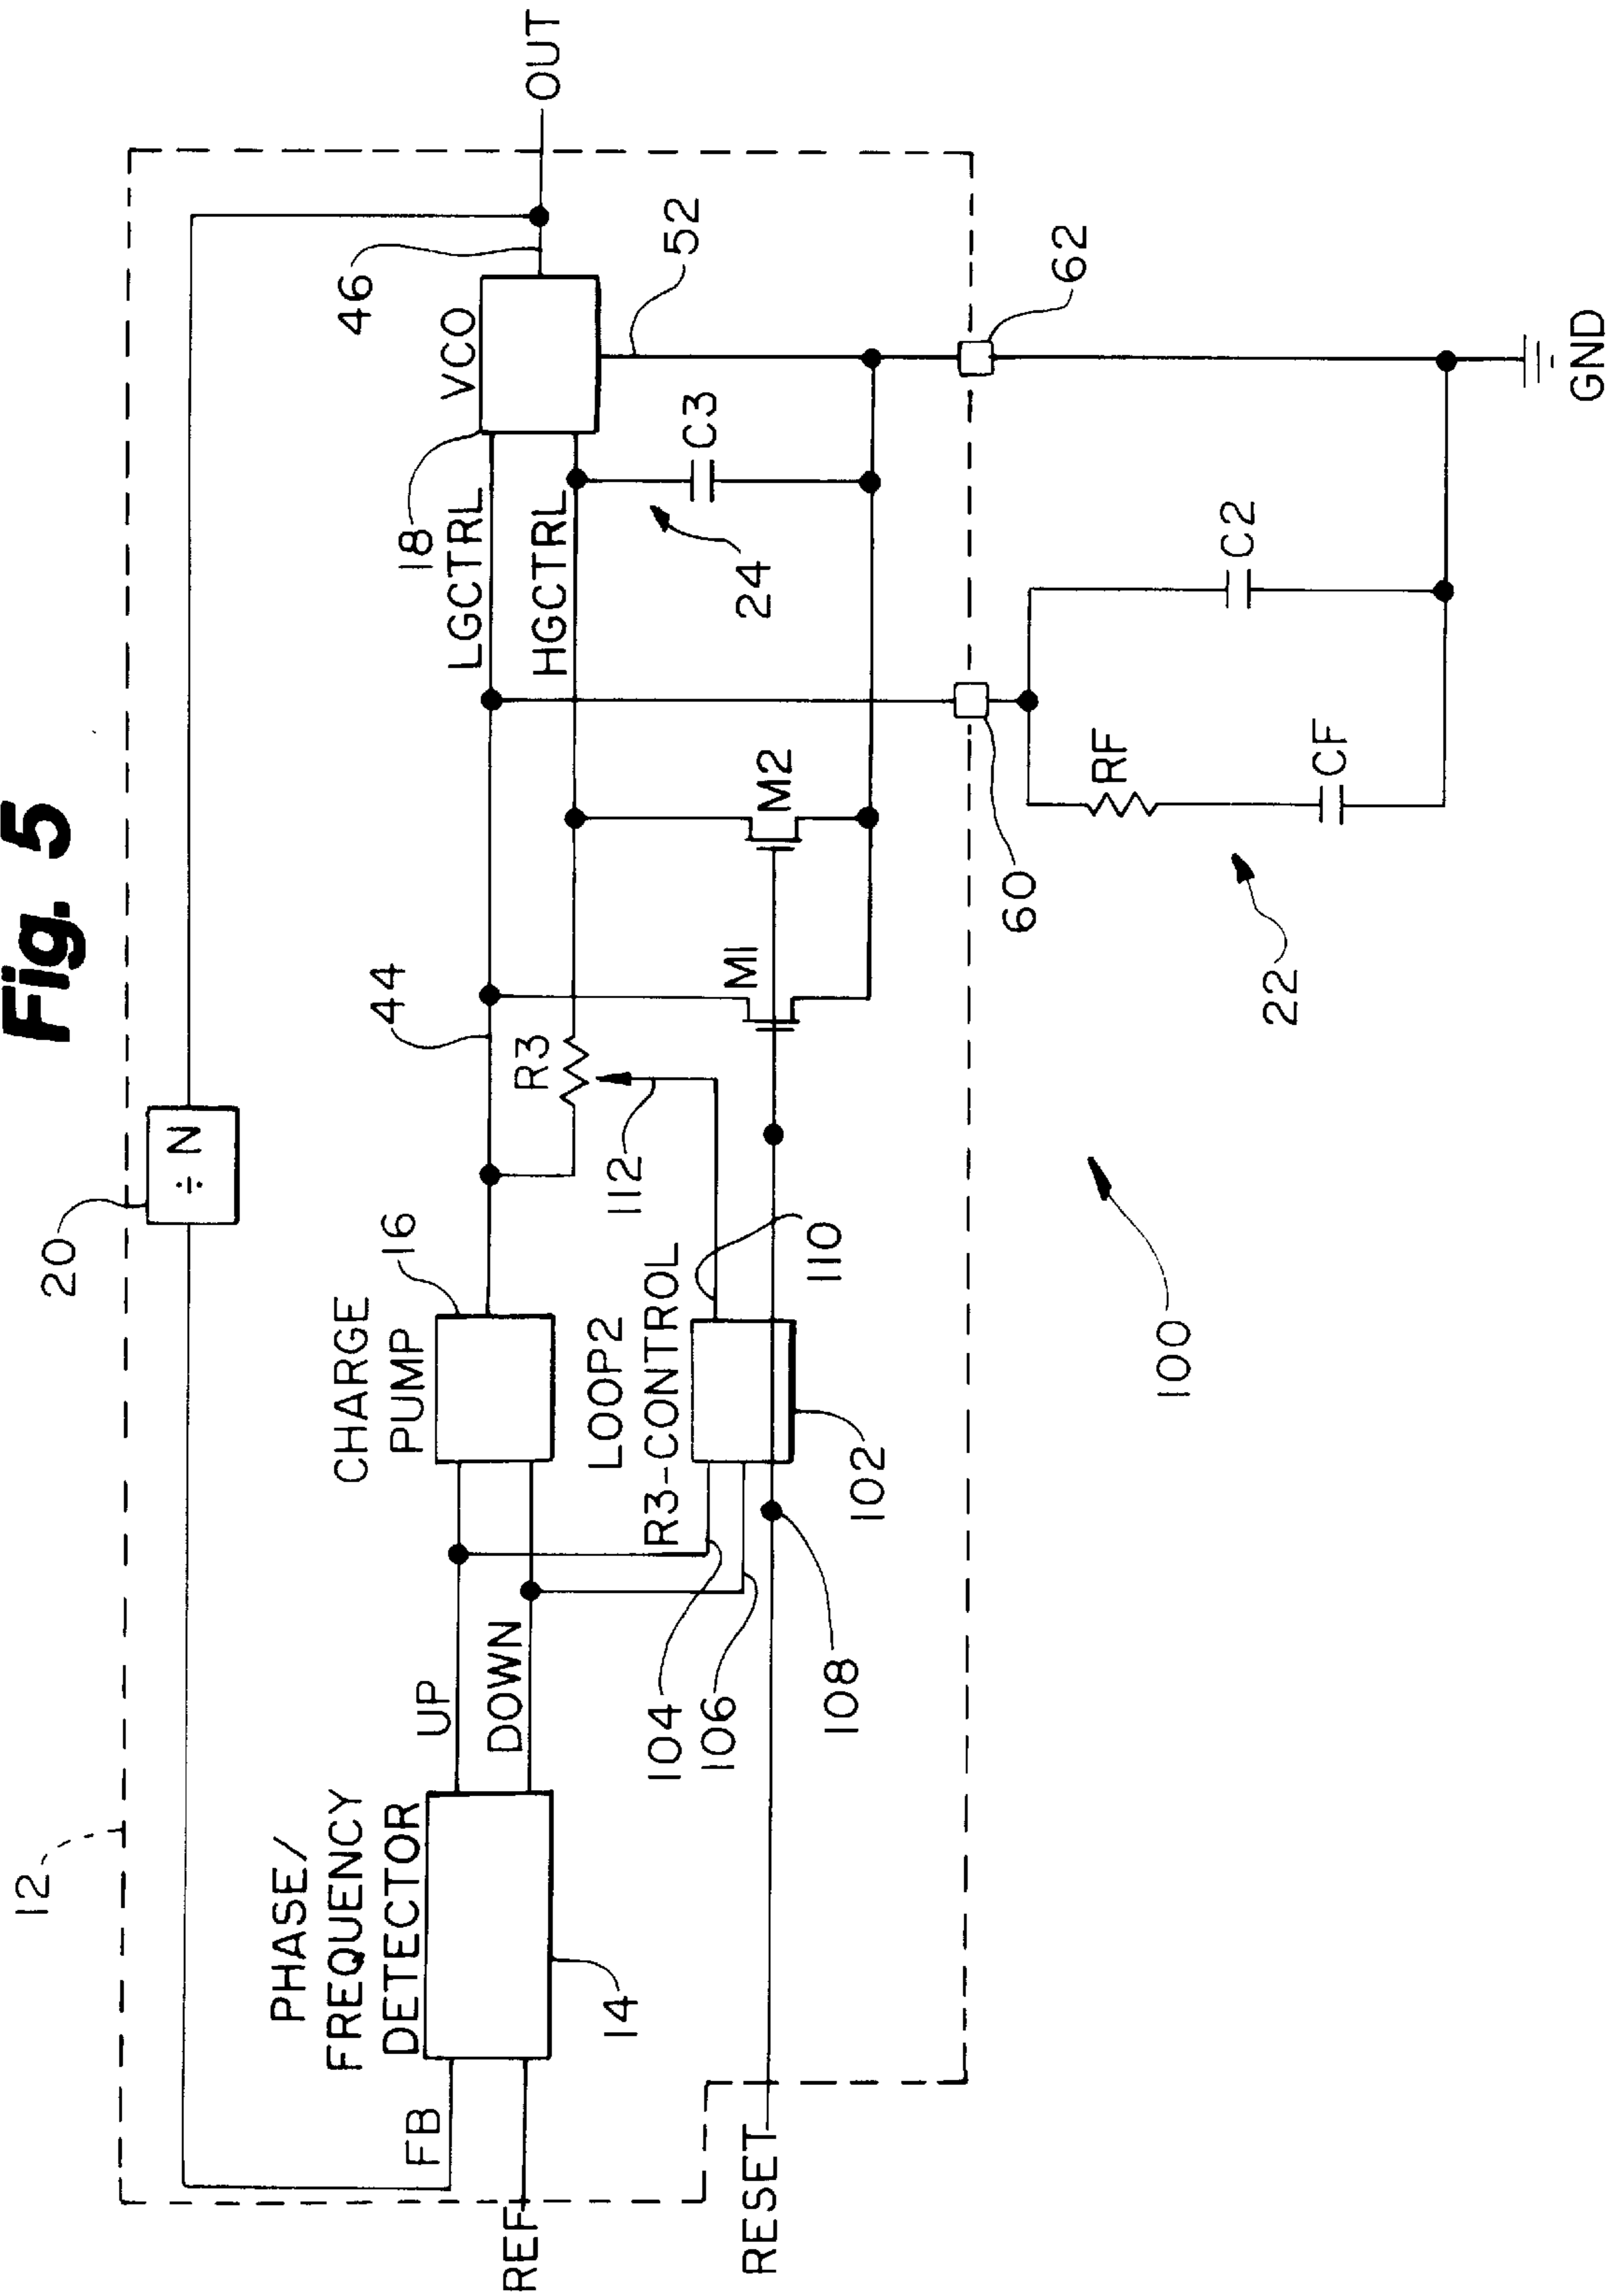 Fig. 5
12
20
÷ N
PHASE/
FREQUENCY
DETECTOR
FB
REF
14
UP
DOWN
CHARGE
PUMP
16
44
R3
LGCTRL
HGCTRL
18
VCO
46
OUT
LOOP2
R3-CONTROL
104
106
108
102
110
112
RESET
M1
M2
C3
24
52
60
62
RF
CF
C2
22
GND
100